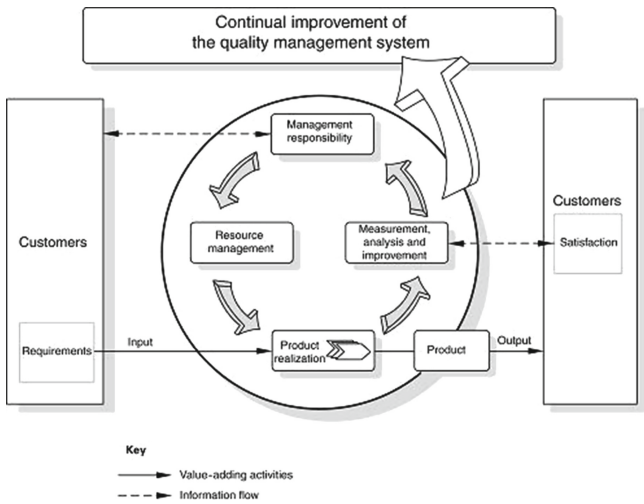 Continual improvement of
the quality management system
Management
responsibility
Customers
Customers
Resource
management
Measurement,
analysis and
improvement
Satisfaction
Requirements
Input
Product
realization
Product
Output
Key
Value-adding activities
Information flow